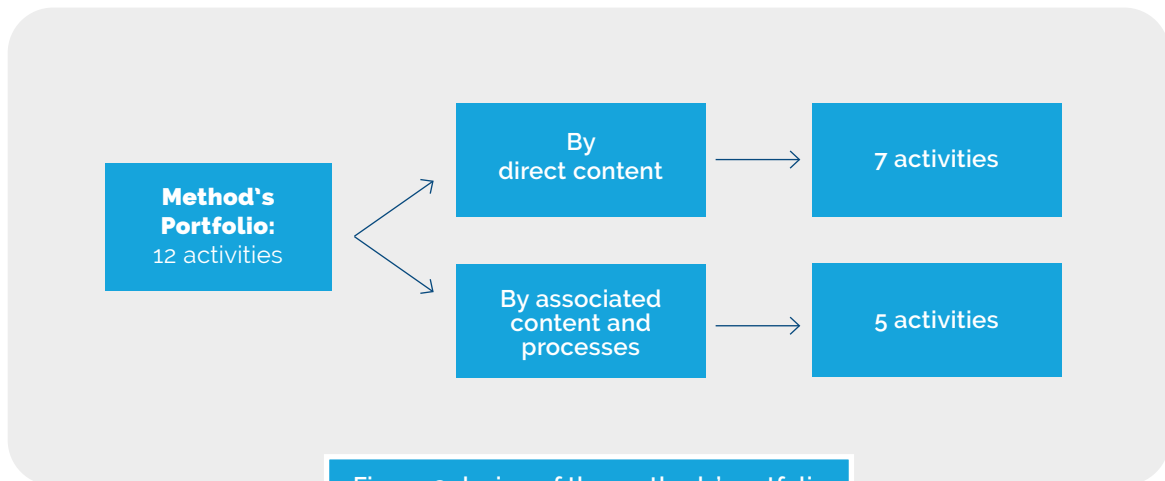 Method's
Portfolio:
12 activities
By
direct content
7 activities
By associated
content and
processes
5 activities